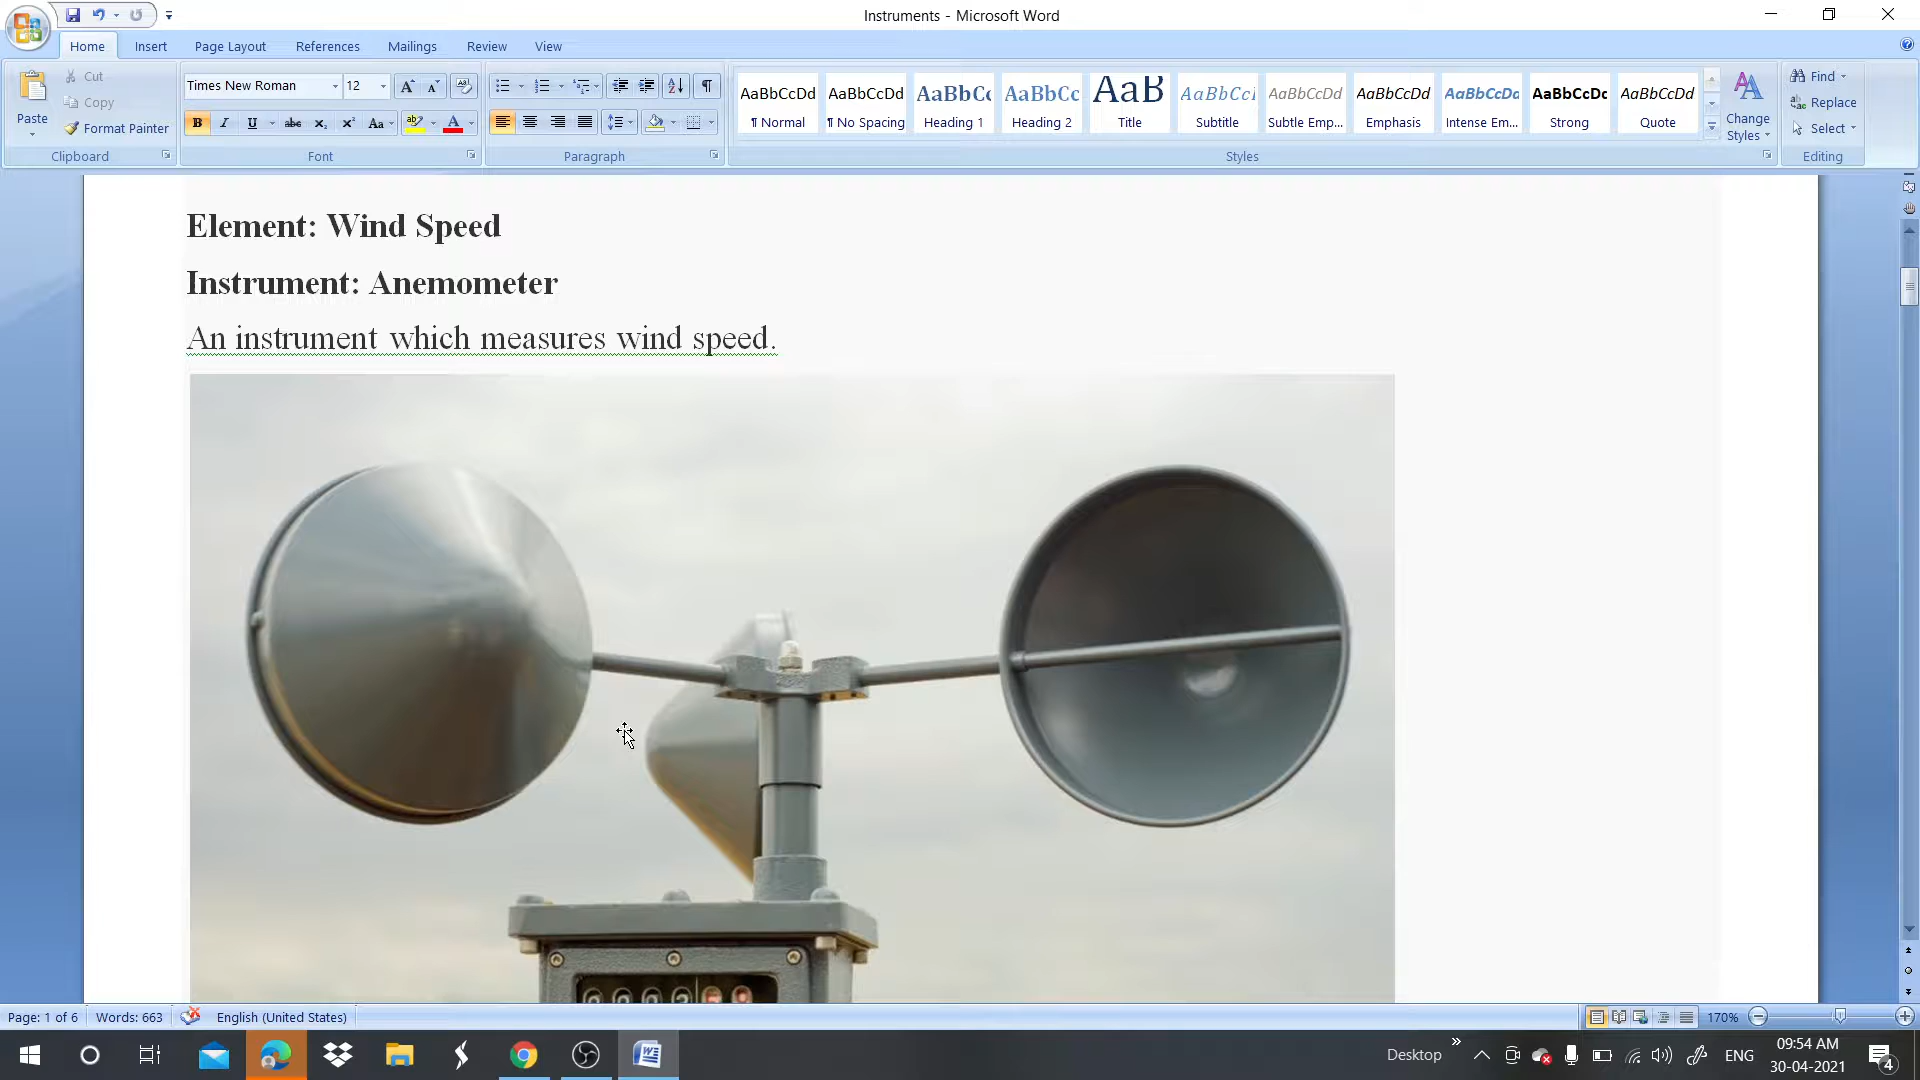 Instruments - Microsoft Word
Home Insert Page Layout References Mailings Review View
Paste
Cut
Copy
Format Painter
Clipboard
Times New Roman 12
Font
Paragraph
AaBbCcDd AaBbCcDd AaBbCc AaBbCc AaB AaBbCcI AaBbCcDd AaBbCcDd AaBbCcDd AaBbCcDd AaBbCcDd
¶ Normal ¶ No Spacing Heading 1 Heading 2 Title Subtitle Subtle Emp... Emphasis Intense Em... Strong Quote
Change Styles
Styles
Find
Replace
Select
Editing
Element: Wind Speed
Instrument: Anemometer
An instrument which measures wind speed.
Page: 1 of 6 Words: 663 English (United States) 170%
Desktop ENG 09:54 AM
30-04-2021
4